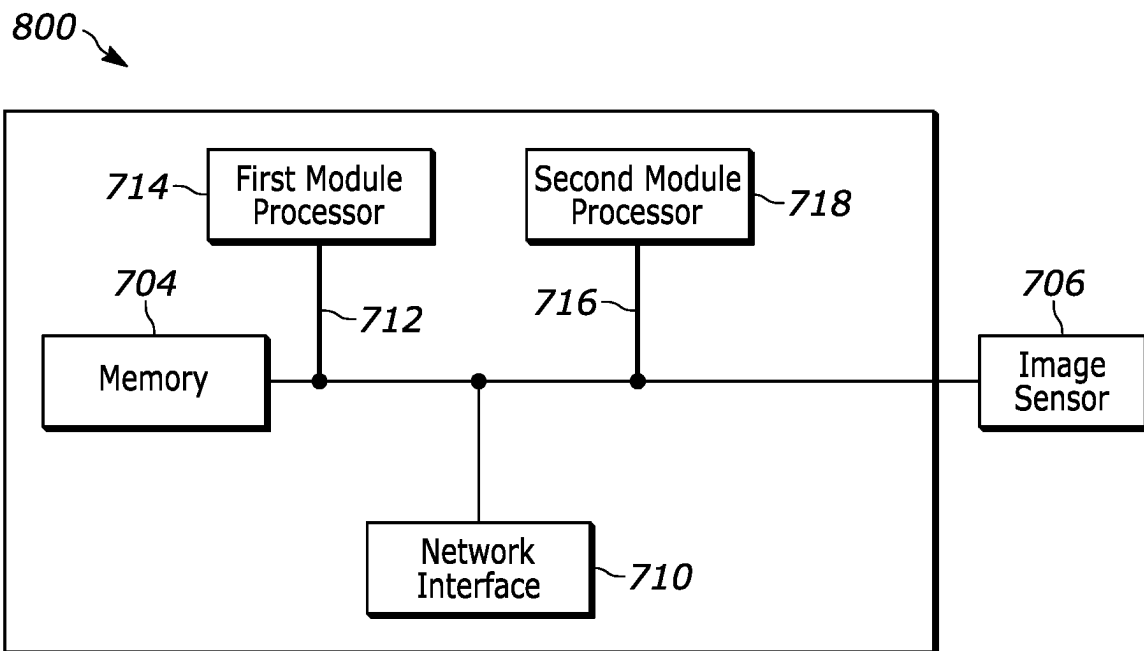 800
714
First Module
Processor
Second Module
Processor
718
704
712
716
706
Memory
Image
Sensor
Network
Interface
710